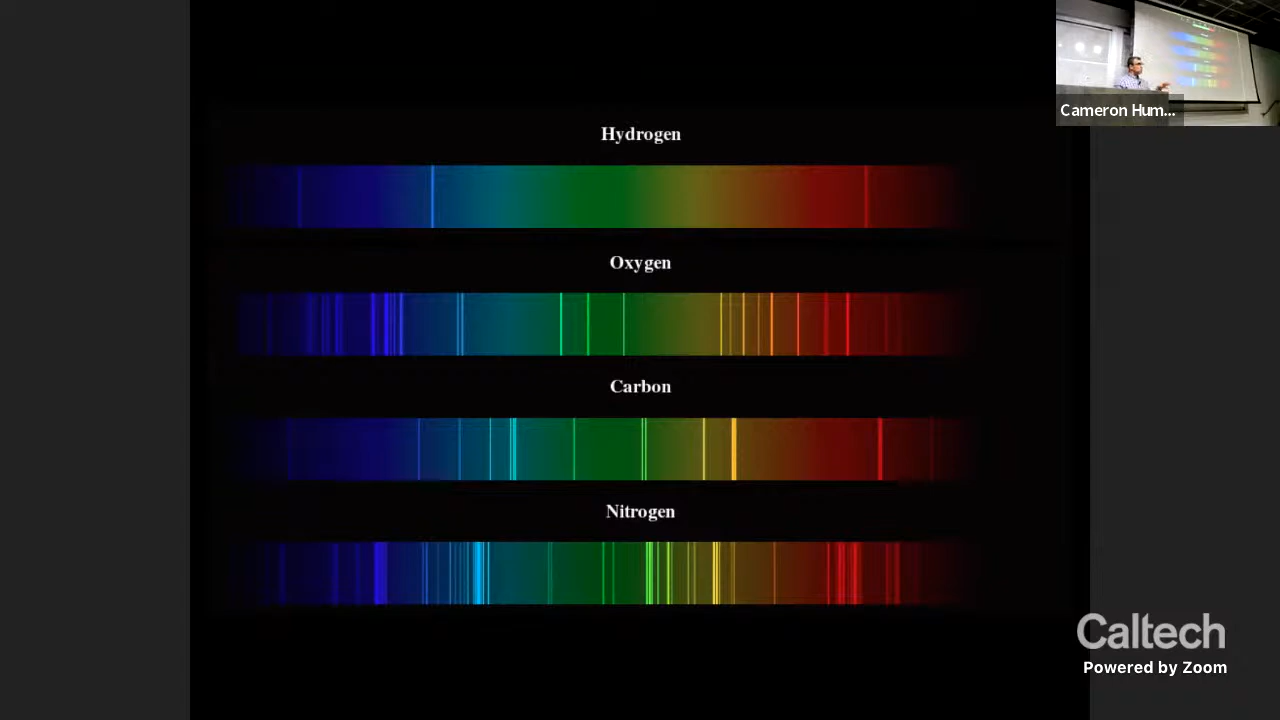 Hydrogen
Cameron Hum...
Oxygen
Carbon
Nitrogen
Caltech
Powered by Zoom